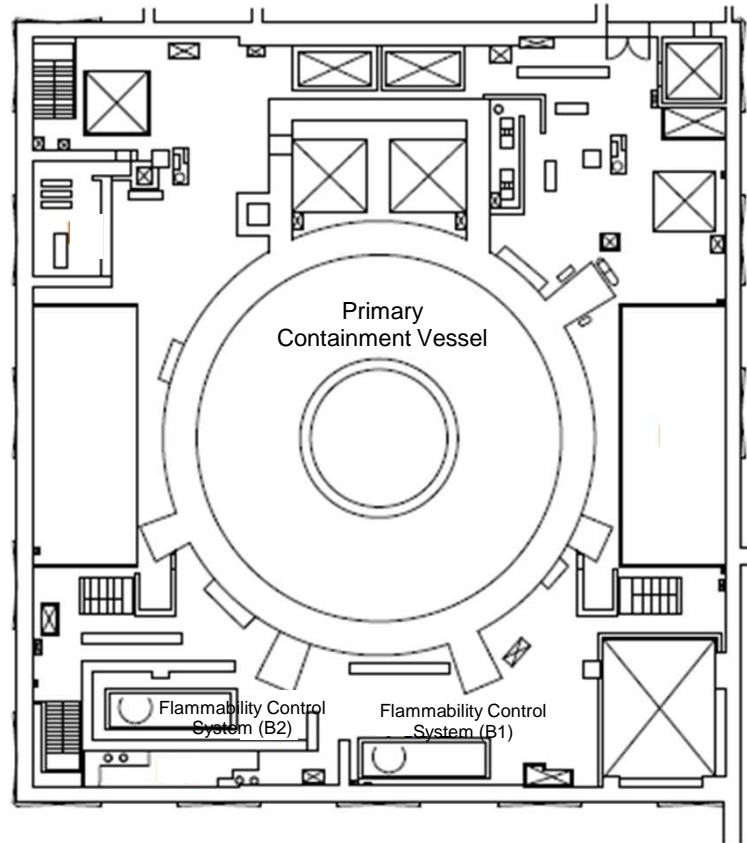 Primary
Containment Vessel
Flammability Control
System (B2)
Flammability Control
System (B1)